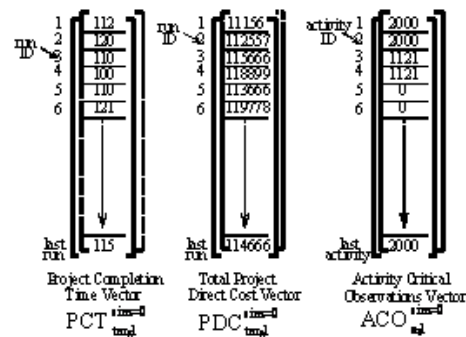 1 112 1 11156 1 2000
run ID 2 120 run ID 2 112557 activity ID 2 2000
3 110 3 115666 3 1121
4 100 4 118899 4 1121
5 110 5 113666 5 0
6 121 6 119778 6 0
last run 115 last run 114666 last activity 2000
Project Completion Total Project Activity Critical
Time Vector Direct Cost Vector Observations Vector
PCT PDC ACO